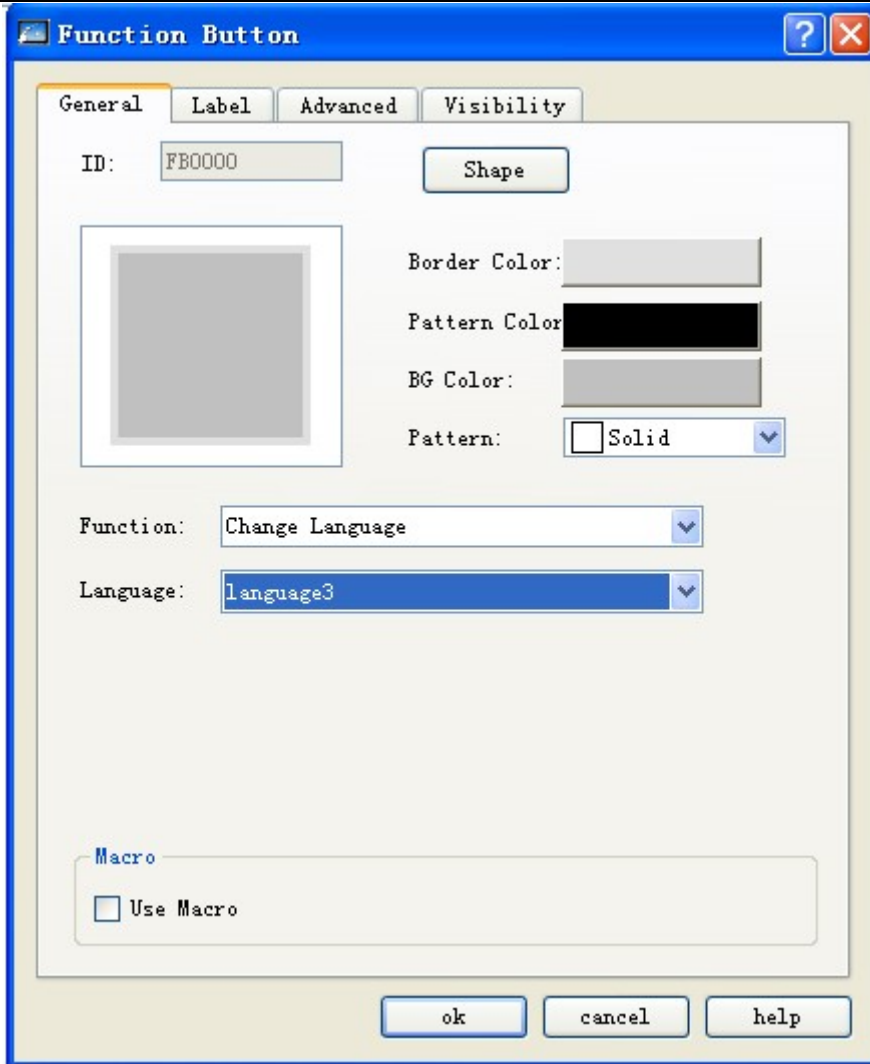 Function Button
General Label Advanced Visibility
ID: FB0000 Shape
Border Color:
Pattern Color
BG Color:
Pattern: Solid
Function: Change Language
Language: language3
Macro
Use Macro
ok cancel help